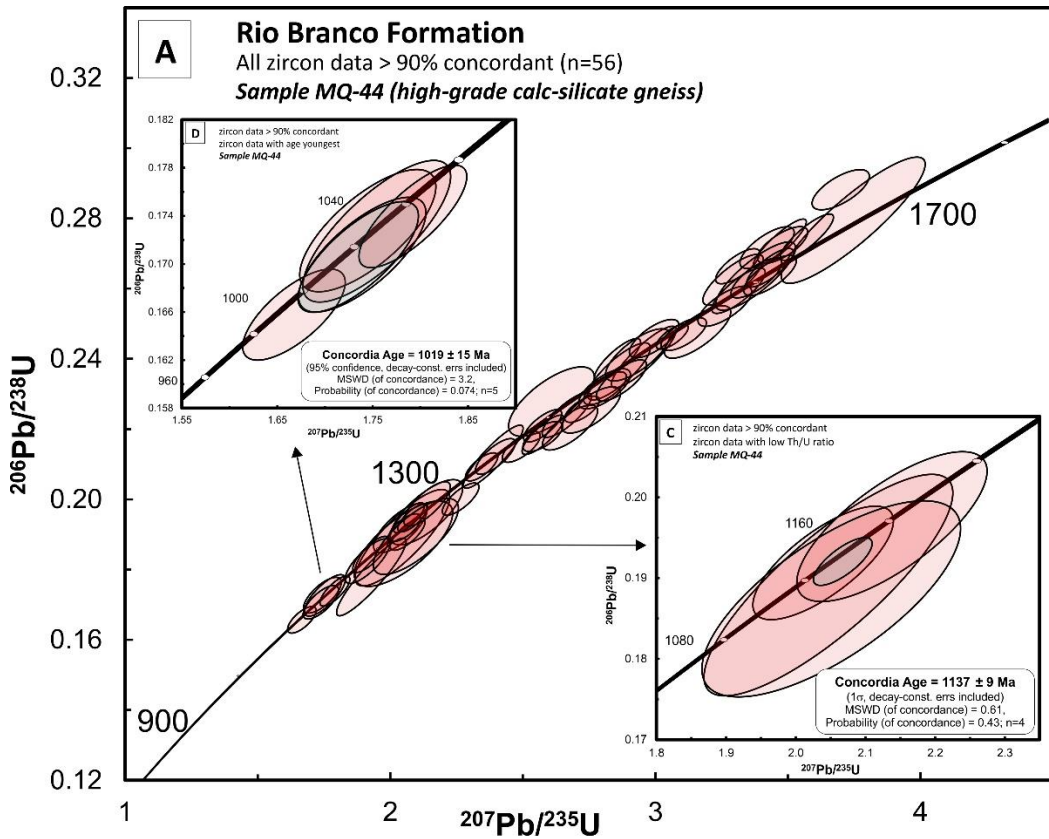 A
Rio Branco Formation
All zircon data > 90% concordant (n=56)
Sample MQ-44 (high-grade calc-silicate gneiss)
206Pb/238U
0.32
0.28
0.24
0.20
0.16
0.12
1
2
3
4
207Pb/235U
900
1300
1700
D
zircon data > 90% concordant
zircon data with age youngest
Sample MQ-44
206Pb/238U
0.182
0.178
0.174
0.170
0.166
0.162
0.158
960
1000
1040
Concordia Age = 1019 ± 15 Ma
(95% confidence, decay-const. errs included)
MSWD (of concordance) = 3.2,
Probability (of concordance) = 0.074; n=5
1.55
1.65
1.75
1.85
207Pb/235U
C
zircon data > 90% concordant
zircon data with low Th/U ratio
Sample MQ-44
206Pb/238U
0.21
0.20
0.19
0.18
0.17
1080
1160
Concordia Age = 1137 ± 9 Ma
(1σ, decay-const. errs included)
MSWD (of concordance) = 0.61,
Probability (of concordance) = 0.43; n=4
1.8
1.9
2.0
2.1
2.2
2.3
207Pb/235U